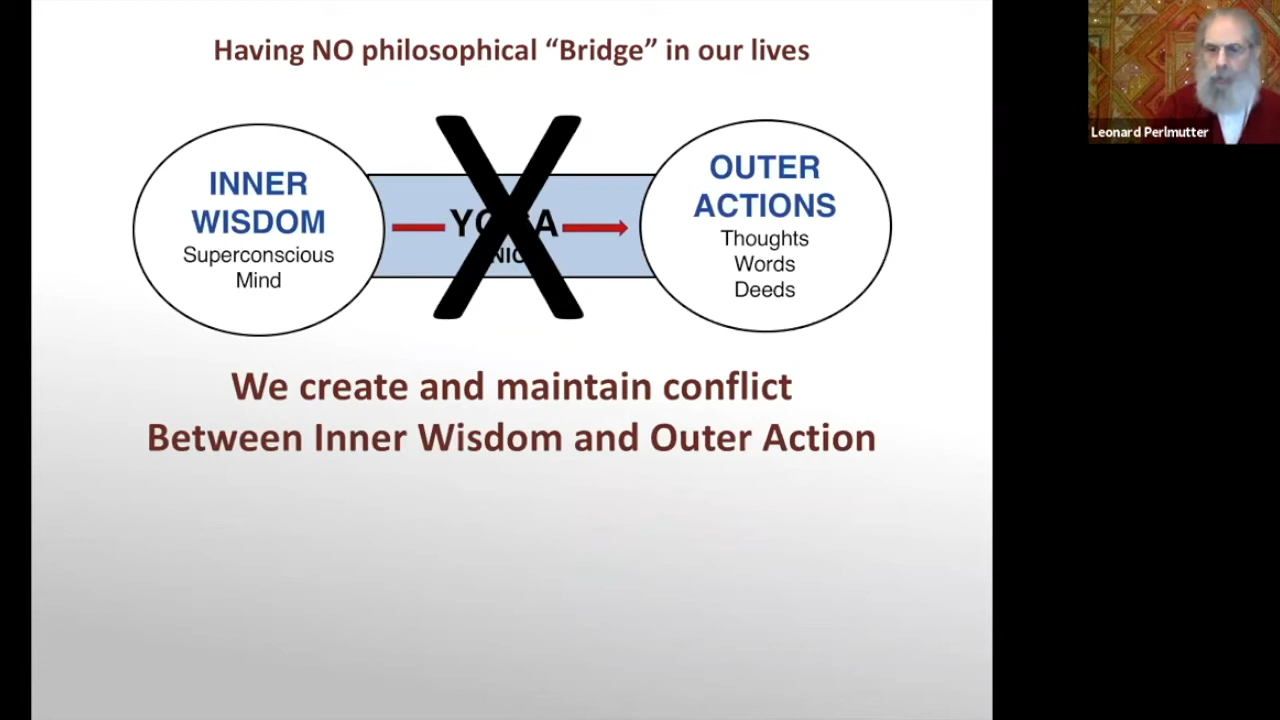 Having NO philosophical “Bridge” in our lives
INNER
WISDOM
Superconscious
Mind
OUTER
ACTIONS
Thoughts
Words
Deeds
We create and maintain conflict
Between Inner Wisdom and Outer Action
Leonard Perlmutter